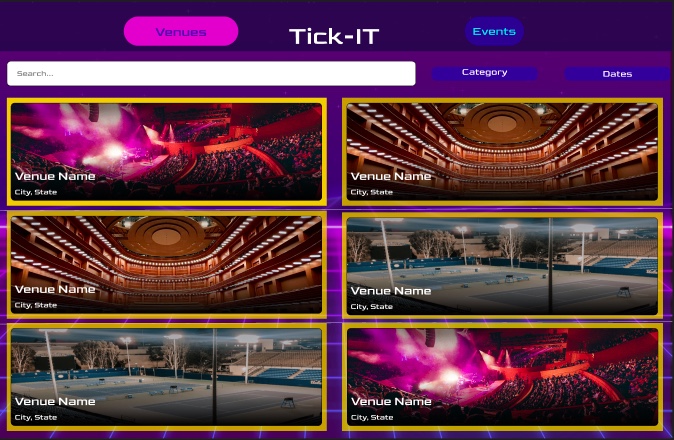 Venues
Tick-IT
Events
Search...
Category
Dates
Venue Name
City, State
Venue Name
City, State
Venue Name
City, State
Venue Name
City, State
Venue Name
City, State
Venue Name
City, State